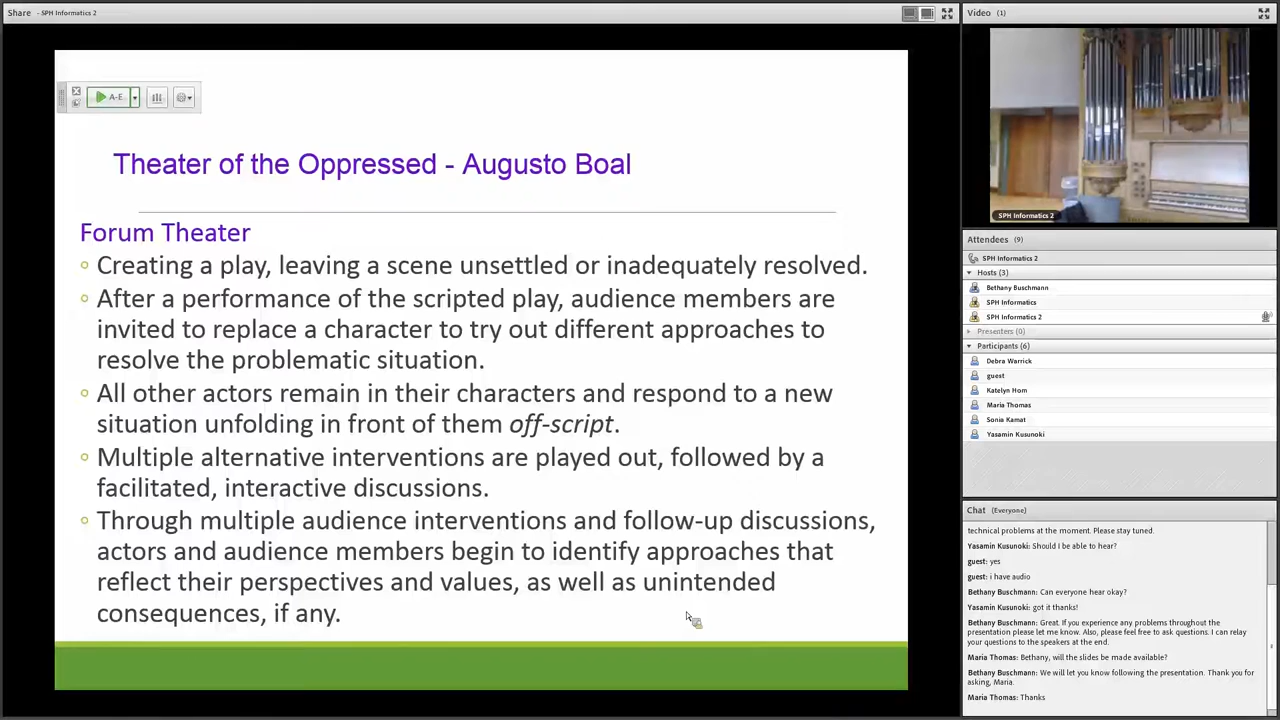 Share - SPH Informatics 2
A-E
Theater of the Oppressed - Augusto Boal
Forum Theater
Creating a play, leaving a scene unsettled or inadequately resolved.
After a performance of the scripted play, audience members are
invited to replace a character to try out different approaches to
resolve the problematic situation.
All other actors remain in their characters and respond to a new
situation unfolding in front of them off-script.
Multiple alternative interventions are played out, followed by a
facilitated, interactive discussions.
Through multiple audience interventions and follow-up discussions,
actors and audience members begin to identify approaches that
reflect their perspectives and values, as well as unintended
consequences, if any.
Video (1)
SPH Informatics 2
Attendees (9)
SPH Informatics 2
Hosts (3)
Bethany Buschmann
SPH Informatics
SPH Informatics 2
Presenters (0)
Participants (6)
Debra Warrick
guest
Katelyn Hom
Maria Thomas
Sonia Kamat
Yasamin Kusunoki
Chat (Everyone)
technical problems at the moment. Please stay tuned.
Yasamin Kusunoki: Should I be able to hear?
guest: yes
guest: i have audio
Bethany Buschmann: Can everyone hear okay?
Yasamin Kusunoki: got it thanks!
Bethany Buschmann: Great. If you experience any problems throughout the
presentation please let me know. Also, please feel free to ask questions. I can relay
your questions to the speakers at the end.
Maria Thomas: Bethany, will the slides be made available?
Bethany Buschmann: We will let you know following the presentation. Thank you for
asking, Maria.
Maria Thomas: Thanks